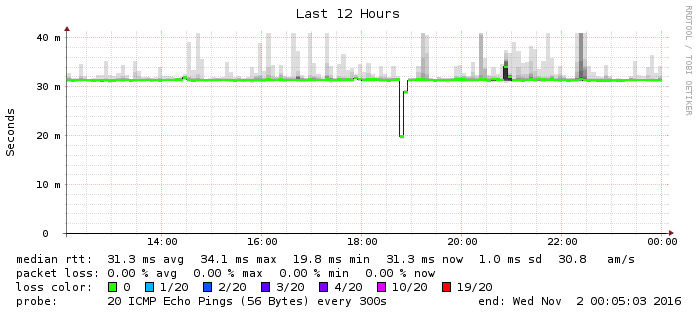 Last 12 Hours
RRDTOOL / TOBI OETIKER
Seconds
40 m
30 m
20 m
10 m
0
14:00 16:00 18:00 20:00 22:00 00:00
median rtt: 31.3 ms avg 34.1 ms max 19.8 ms min 31.3 ms now 1.0 ms sd 30.8 am/s
packet loss: 0.00 % avg 0.00 % max 0.00 % min 0.00 % now
loss color: 0 1/20 2/20 3/20 4/20 10/20 19/20
probe: 20 ICMP Echo Pings (56 Bytes) every 300s end: Wed Nov 2 00:05:03 2016